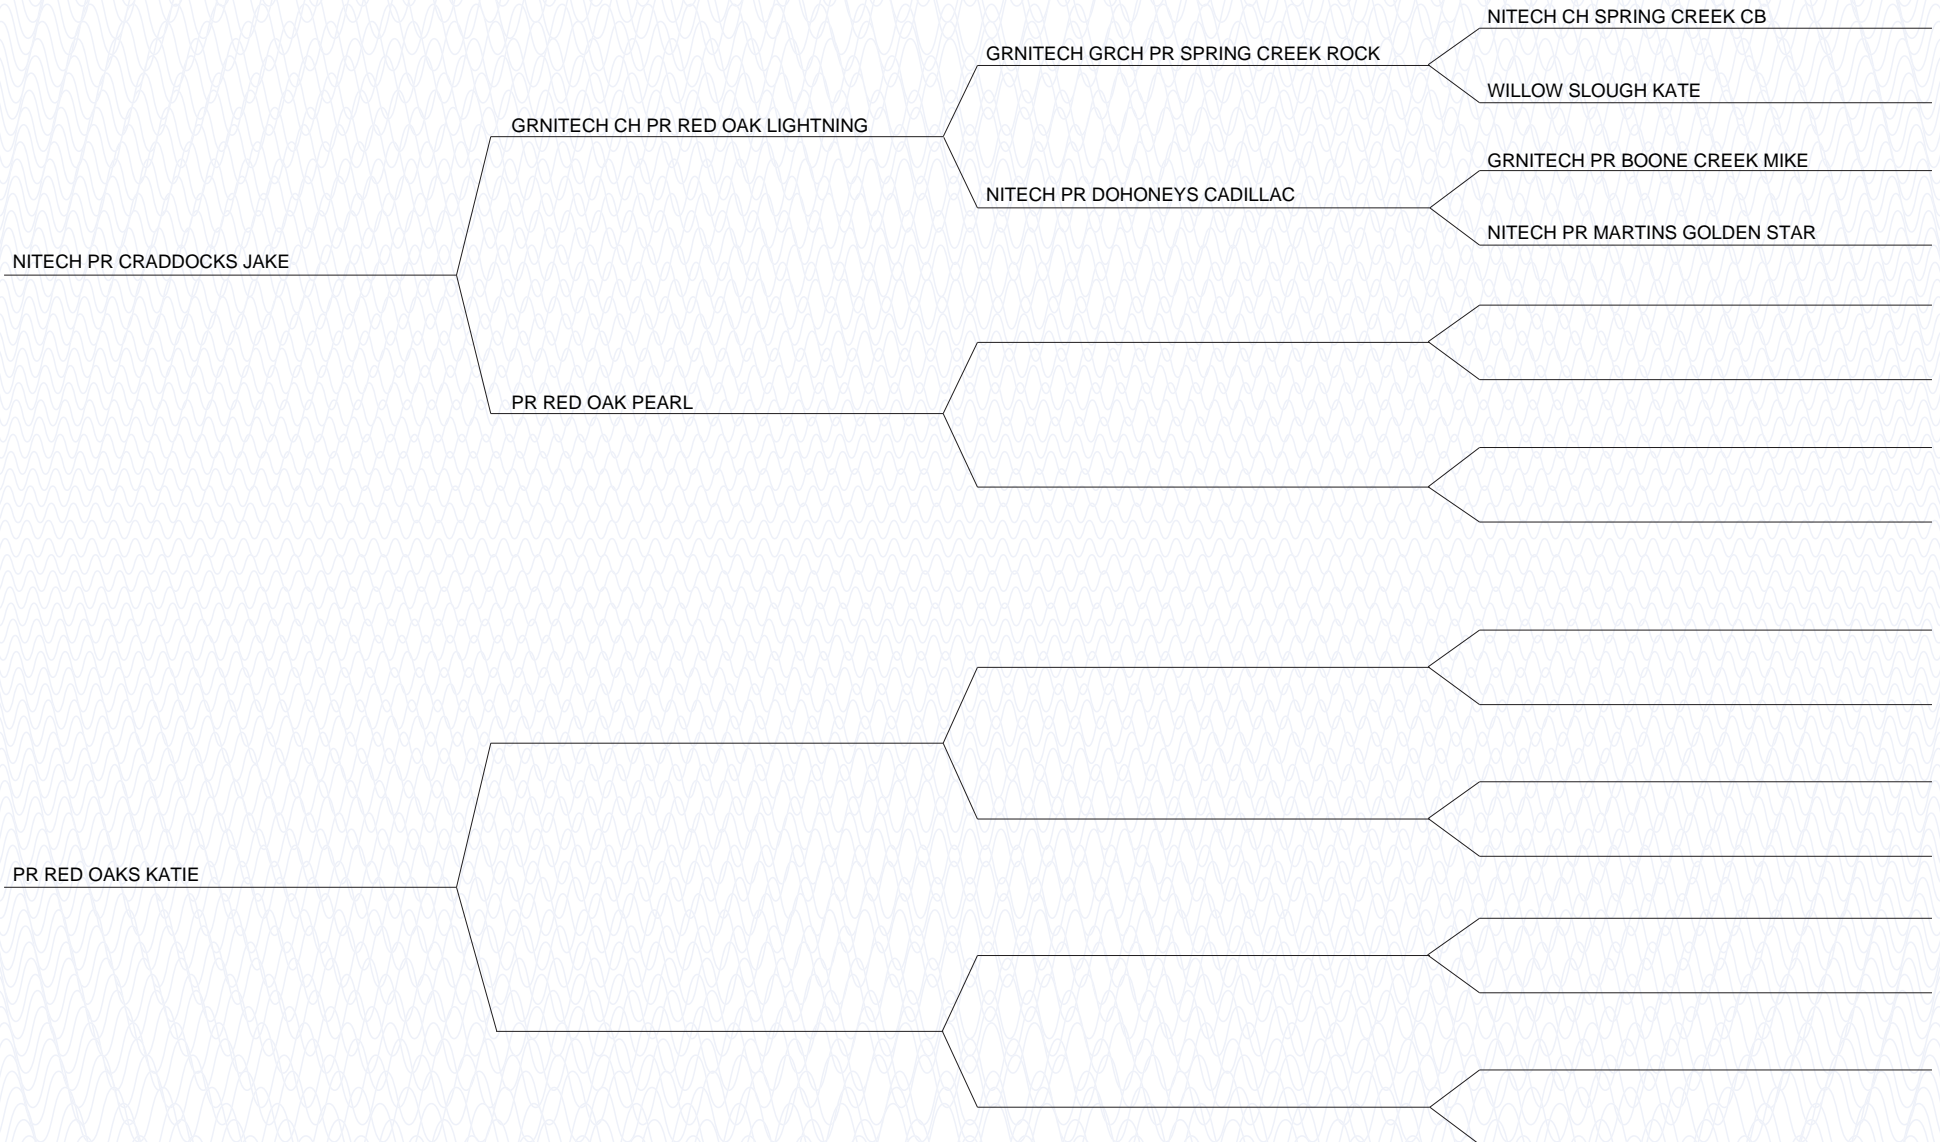 NITECH CH SPRING CREEK CB
GRNITECH GRCH PR SPRING CREEK ROCK
WILLOW SLOUGH KATE
GRNITECH CH PR RED OAK LIGHTNING
GRNITECH PR BOONE CREEK MIKE
NITECH PR DOHONEYS CADILLAC
NITECH PR MARTINS GOLDEN STAR
NITECH PR CRADDOCKS JAKE
PR RED OAK PEARL
PR RED OAKS KATIE